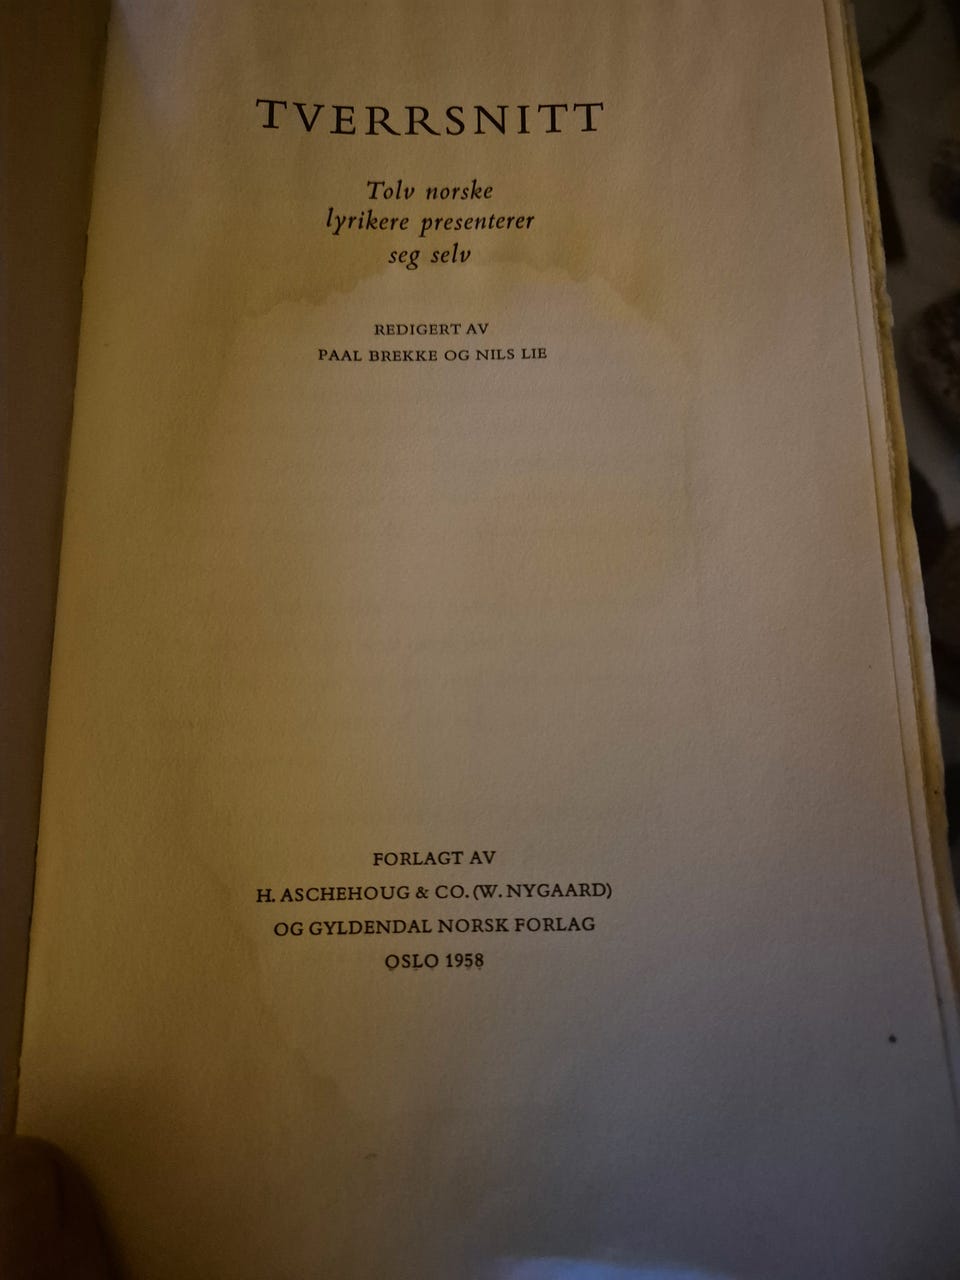 TVERRSNITT
Tolv norske
lyrikere presenterer
seg selv
REDIGERT AV
PAAL BREKKE OG NILS LIE
FORLAGT AV
H. ASCHEHOUG & CO. (W. NYGAARD)
OG GYLDENDAL NORSK FORLAG
OSLO 1958